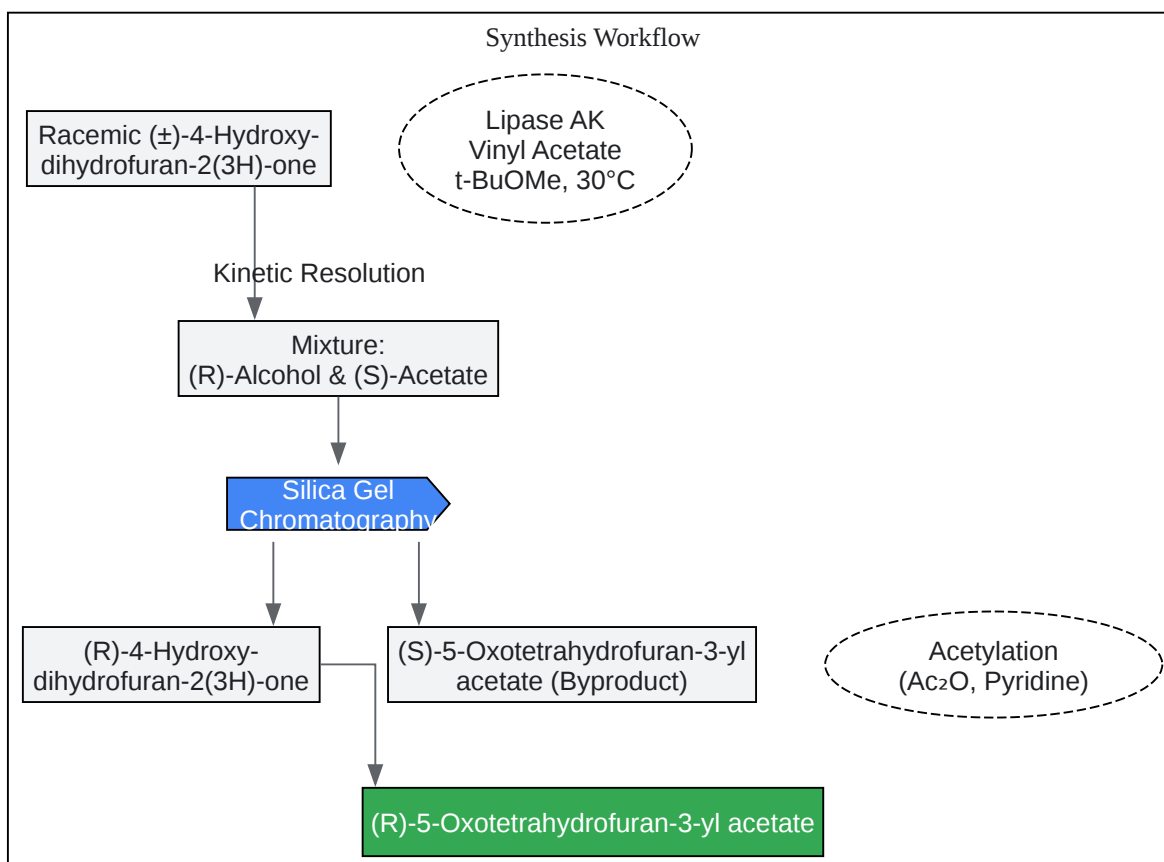 Synthesis Workflow
Racemic (±)-4-Hydroxy-
dihydrofuran-2(3H)-one
Lipase AK
Vinyl Acetate
t-BuOMe, 30°C
Kinetic Resolution
Mixture:
(R)-Alcohol & (S)-Acetate
Silica Gel
Chromatography
(R)-4-Hydroxy-
dihydrofuran-2(3H)-one
(S)-5-Oxotetrahydrofuran-3-yl
acetate (Byproduct)
Acetylation
(Ac₂O, Pyridine)
(R)-5-Oxotetrahydrofuran-3-yl acetate